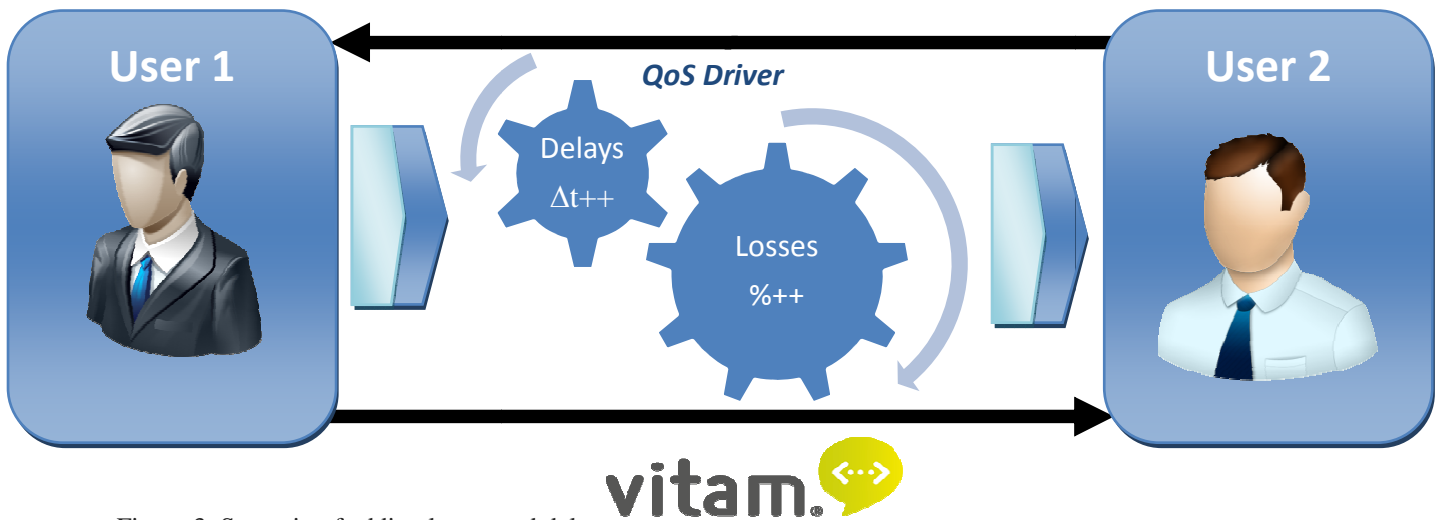 User 1
User 2
QoS Driver
Delays
Δt++
Losses
%++
vitam.